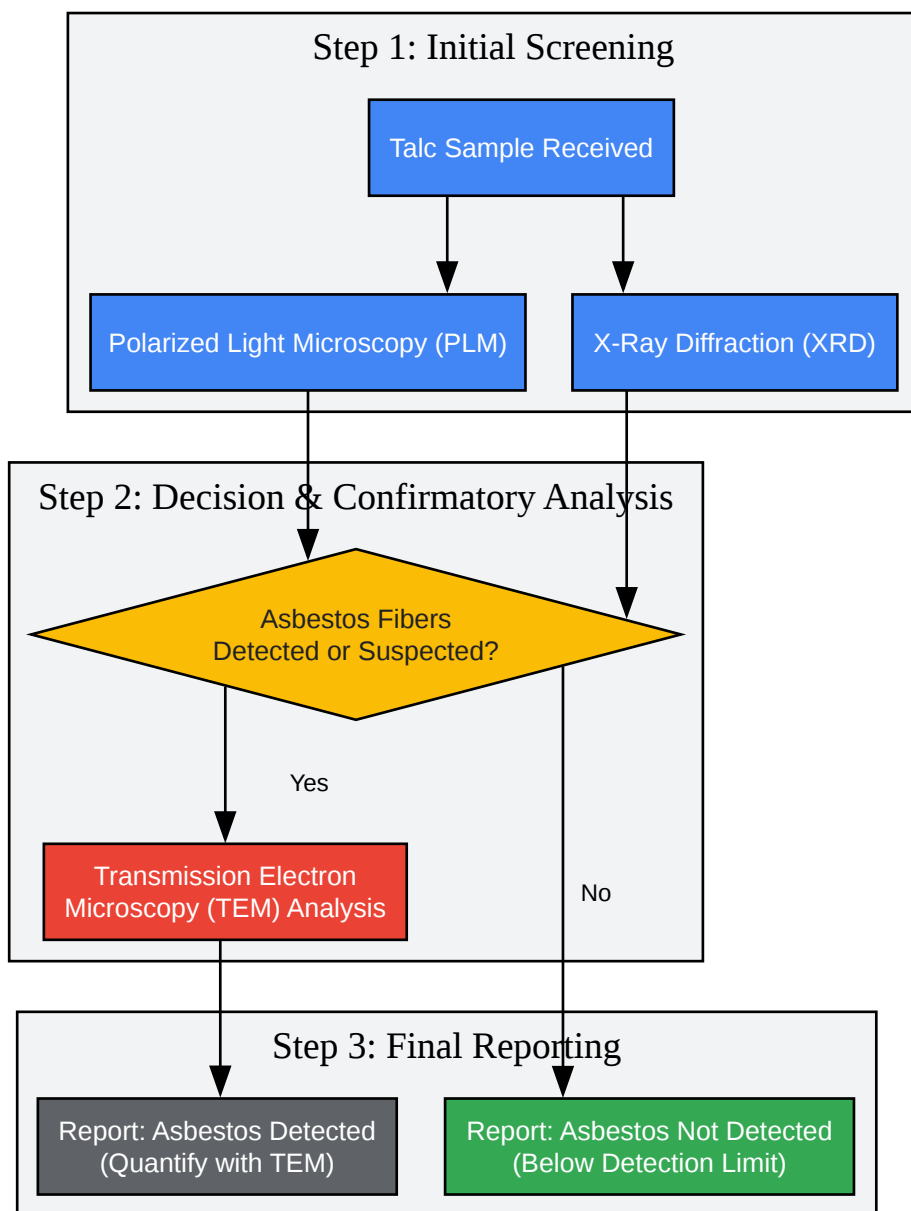 Step 1: Initial Screening
Talc Sample Received
Polarized Light Microscopy (PLM)
X-Ray Diffraction (XRD)
Step 2: Decision & Confirmatory Analysis
Asbestos Fibers
Detected or Suspected?
Yes
Transmission Electron
Microscopy (TEM) Analysis
No
Step 3: Final Reporting
Report: Asbestos Detected
(Quantify with TEM)
Report: Asbestos Not Detected
(Below Detection Limit)